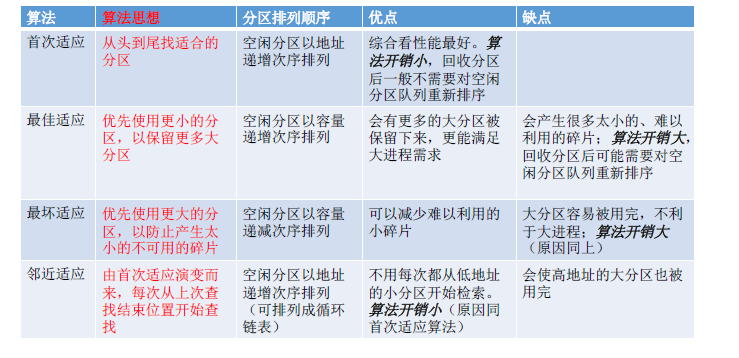 算法 算法思想 分区排列顺序 优点 缺点
首次适应 从头到尾找适合的 空闲分区以地址 综合看性能最好。算
分区 递增次序排列 法开销小，回收分区
后一般不需要对空闲
分区队列重新排序
最佳适应 优先使用更小的分 空闲分区以容量 会有更多的大分区被 会产生很多太小的、难以
区，以保留更多大 递增次序排列 保留下来，更能满足 利用的碎片；算法开销大，
分区 大进程需求 回收分区后可能需要对空
闲分区队列重新排序
最坏适应 优先使用更大的分 空闲分区以容量 可以减少难以利用的 大分区容易被用完，不利
区，以防止产生太 递减次序排列 小碎片 于大进程；算法开销大
小的不可用的碎片 （原因同上）
邻近适应 由首次适应演变而 空闲分区以地址 不用每次都从低地址 会使高地址的大分区也被
来，每次从上次查 递增次序排列 的小分区开始检索。 用完
找结束位置开始查 （可排列成循环 算法开销小（原因同
找 链表） 首次适应算法）